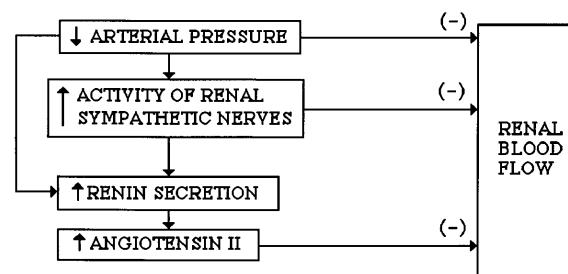 ↓ ARTERIAL PRESSURE
(-)
↑ ACTIVITY OF RENAL
SYMPATHETIC NERVES
(-)
RENAL
BLOOD
FLOW
↑ RENIN SECRETION
↑ ANGIOTENSIN II
(-)